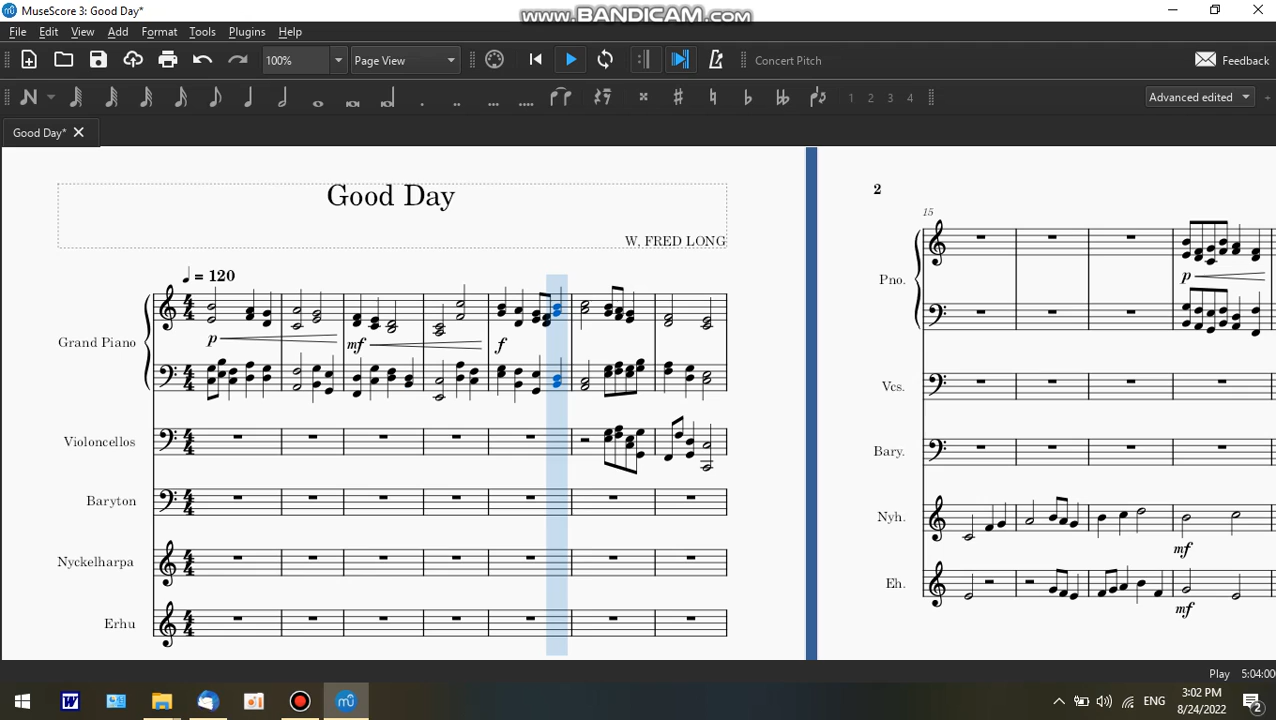 MuseScore 3: Good Day*
www.BANDICAM.com
File Edit View Add Format Tools Plugins Help
100% Page View Concert Pitch Feedback
1 2 3 4 Advanced edited
Good Day*
Good Day
W, FRED LONG
= 120
Grand Piano
p mf f
Violoncellos
Baryton
Nyckelharpa
Erhu
2
15
Pno.
p
Vcs.
Bary.
Nyh.
mf
Eh.
mf
Play 5:04:00
ENG 3:02 PM
8/24/2022 2